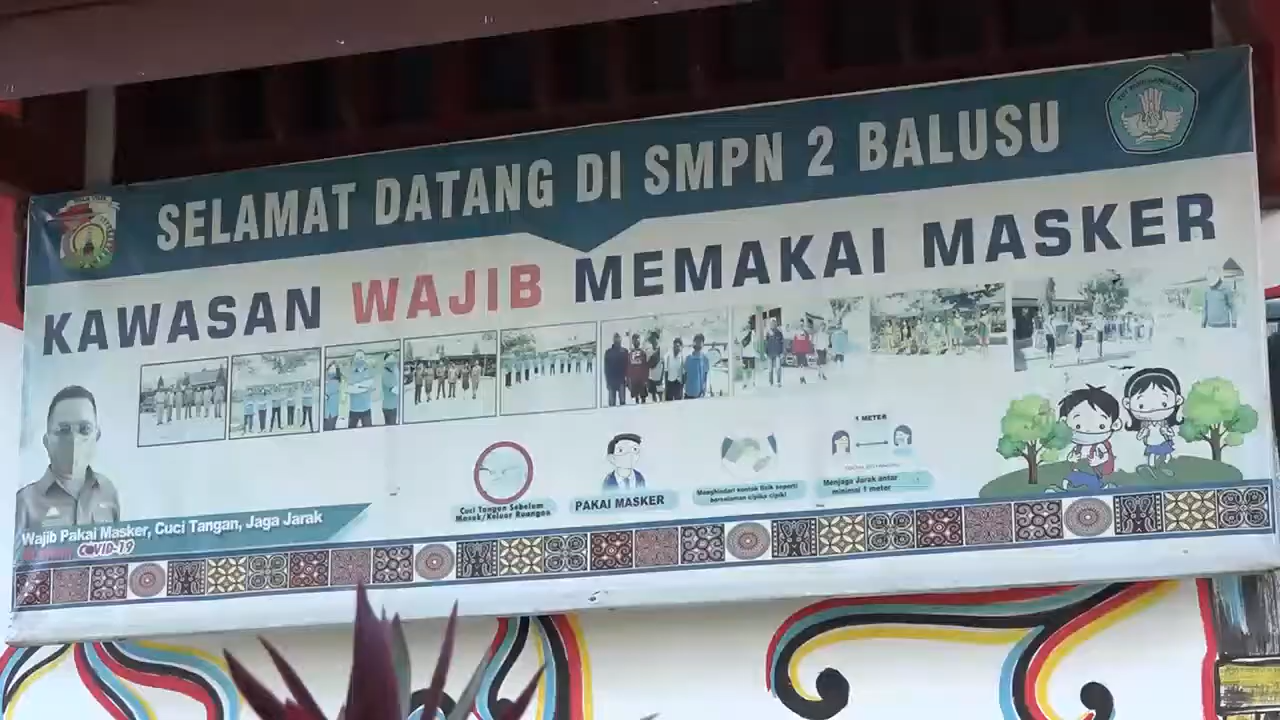 SELAMAT DATANG DI SMPN 2 BALUSU
KAWASAN WAJIB MEMAKAI MASKER
1 METER
Cuci Tangan Sebelum
Masuk/Keluar Ruangan
PAKAI MASKER
Menghindari kontak fisik seperti
bersalaman cipika cipiki
Menjaga Jarak antar
minimal 1 meter
Wajib Pakai Masker, Cuci Tangan, Jaga Jarak
COVID-19